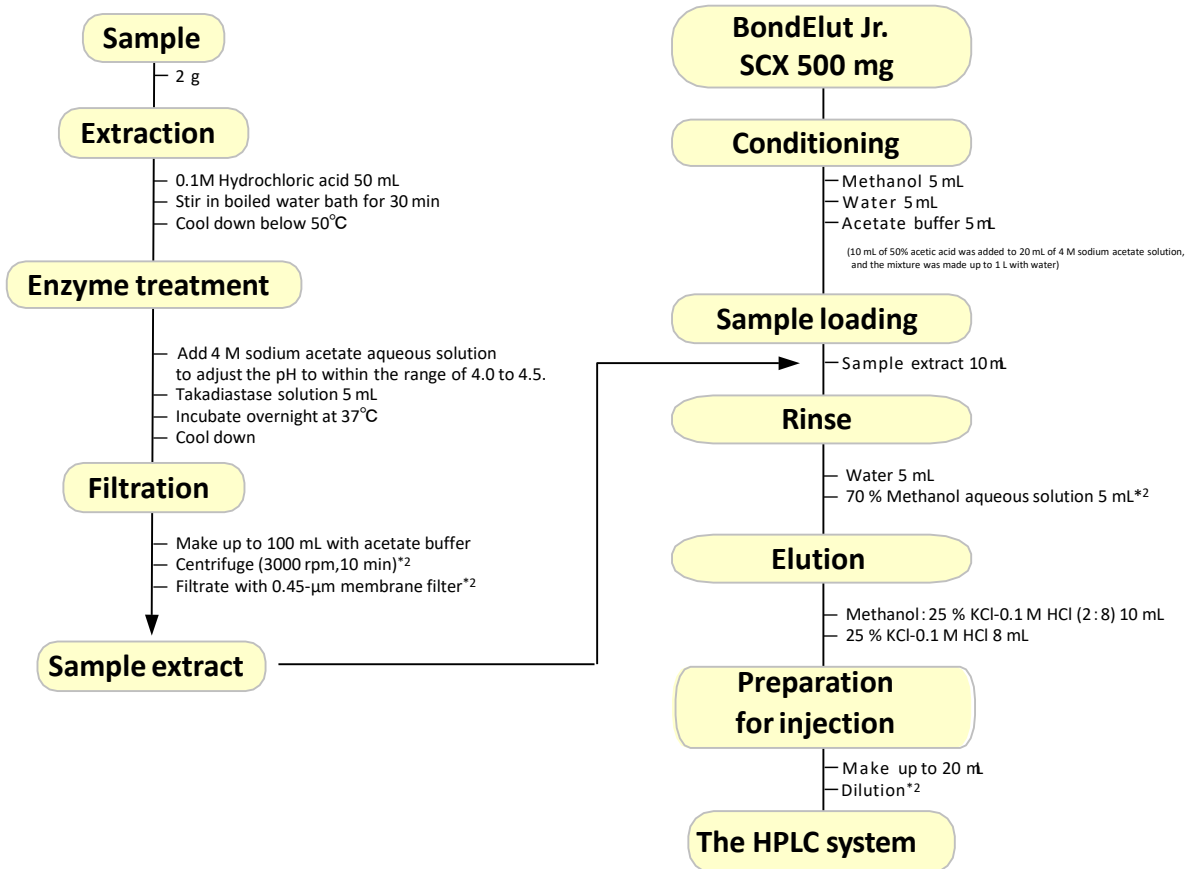 Sample
2 g
Extraction
0.1M Hydrochloric acid 50 mL
Stir in boiled water bath for 30 min
Cool down below 50℃
Enzyme treatment
Add 4 M sodium acetate aqueous solution
to adjust the pH to within the range of 4.0 to 4.5.
Takadiastase solution 5 mL
Incubate overnight at 37℃
Cool down
Filtration
Make up to 100 mL with acetate buffer
Centrifuge (3000 rpm,10 min)*2
Filtrate with 0.45-μm membrane filter*2
Sample extract
BondElut Jr.
SCX 500 mg
Conditioning
Methanol 5 mL
Water 5 mL
Acetate buffer 5 mL
(10 mL of 50% acetic acid was added to 20 mL of 4 M sodium acetate solution,
and the mixture was made up to 1 L with water)
Sample loading
Sample extract 10 mL
Rinse
Water 5 mL
70 % Methanol aqueous solution 5 mL*2
Elution
Methanol : 25 % KCl-0.1 M HCl (2 : 8) 10 mL
25 % KCl-0.1 M HCl 8 mL
Preparation
for injection
Make up to 20 mL
Dilution*2
The HPLC system